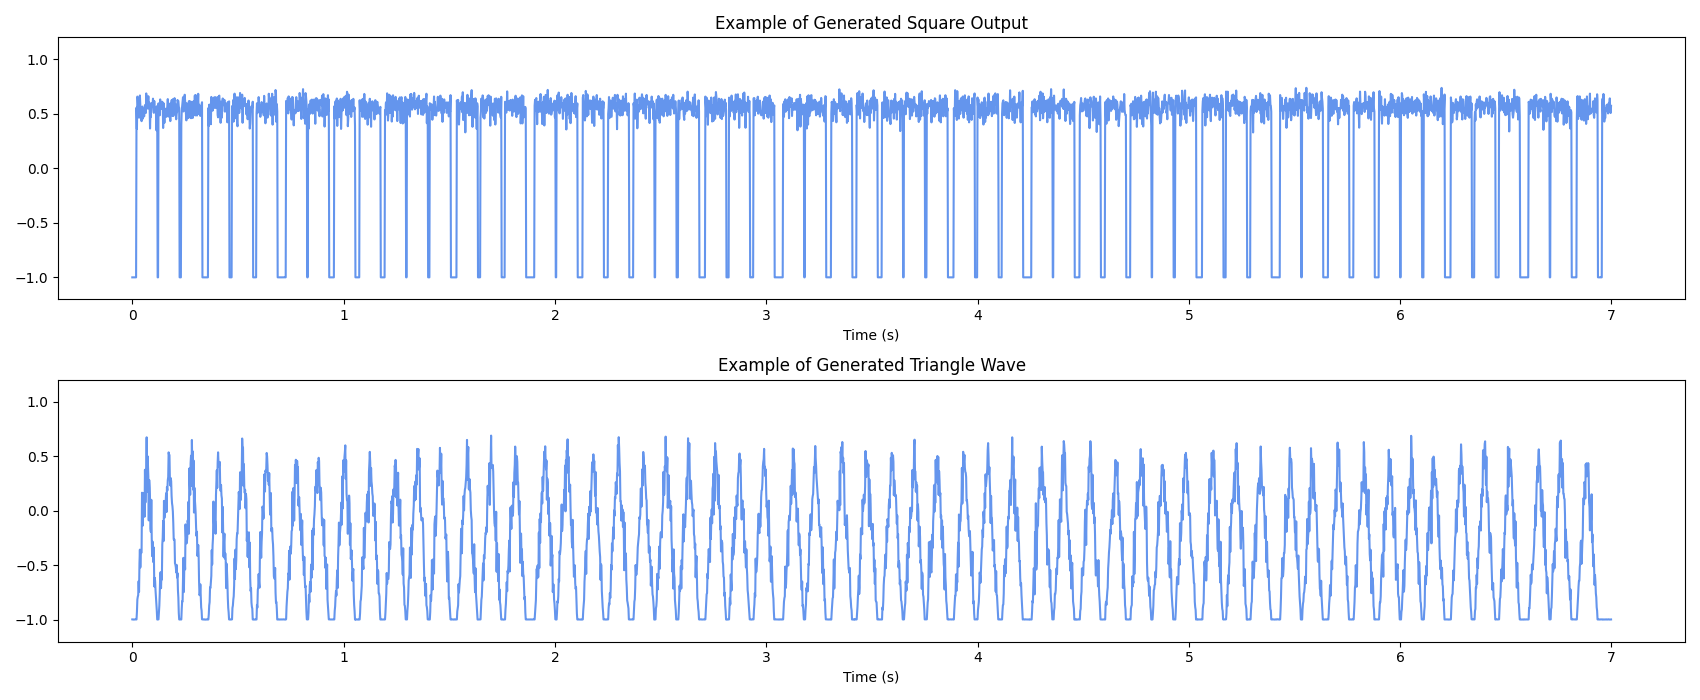 Example of Generated Square Output
1.0
0.5
0.0
−0.5
−1.0
0 1 2 3 4 5 6 7
Time (s)
Example of Generated Triangle Wave
1.0
0.5
0.0
−0.5
−1.0
0 1 2 3 4 5 6 7
Time (s)